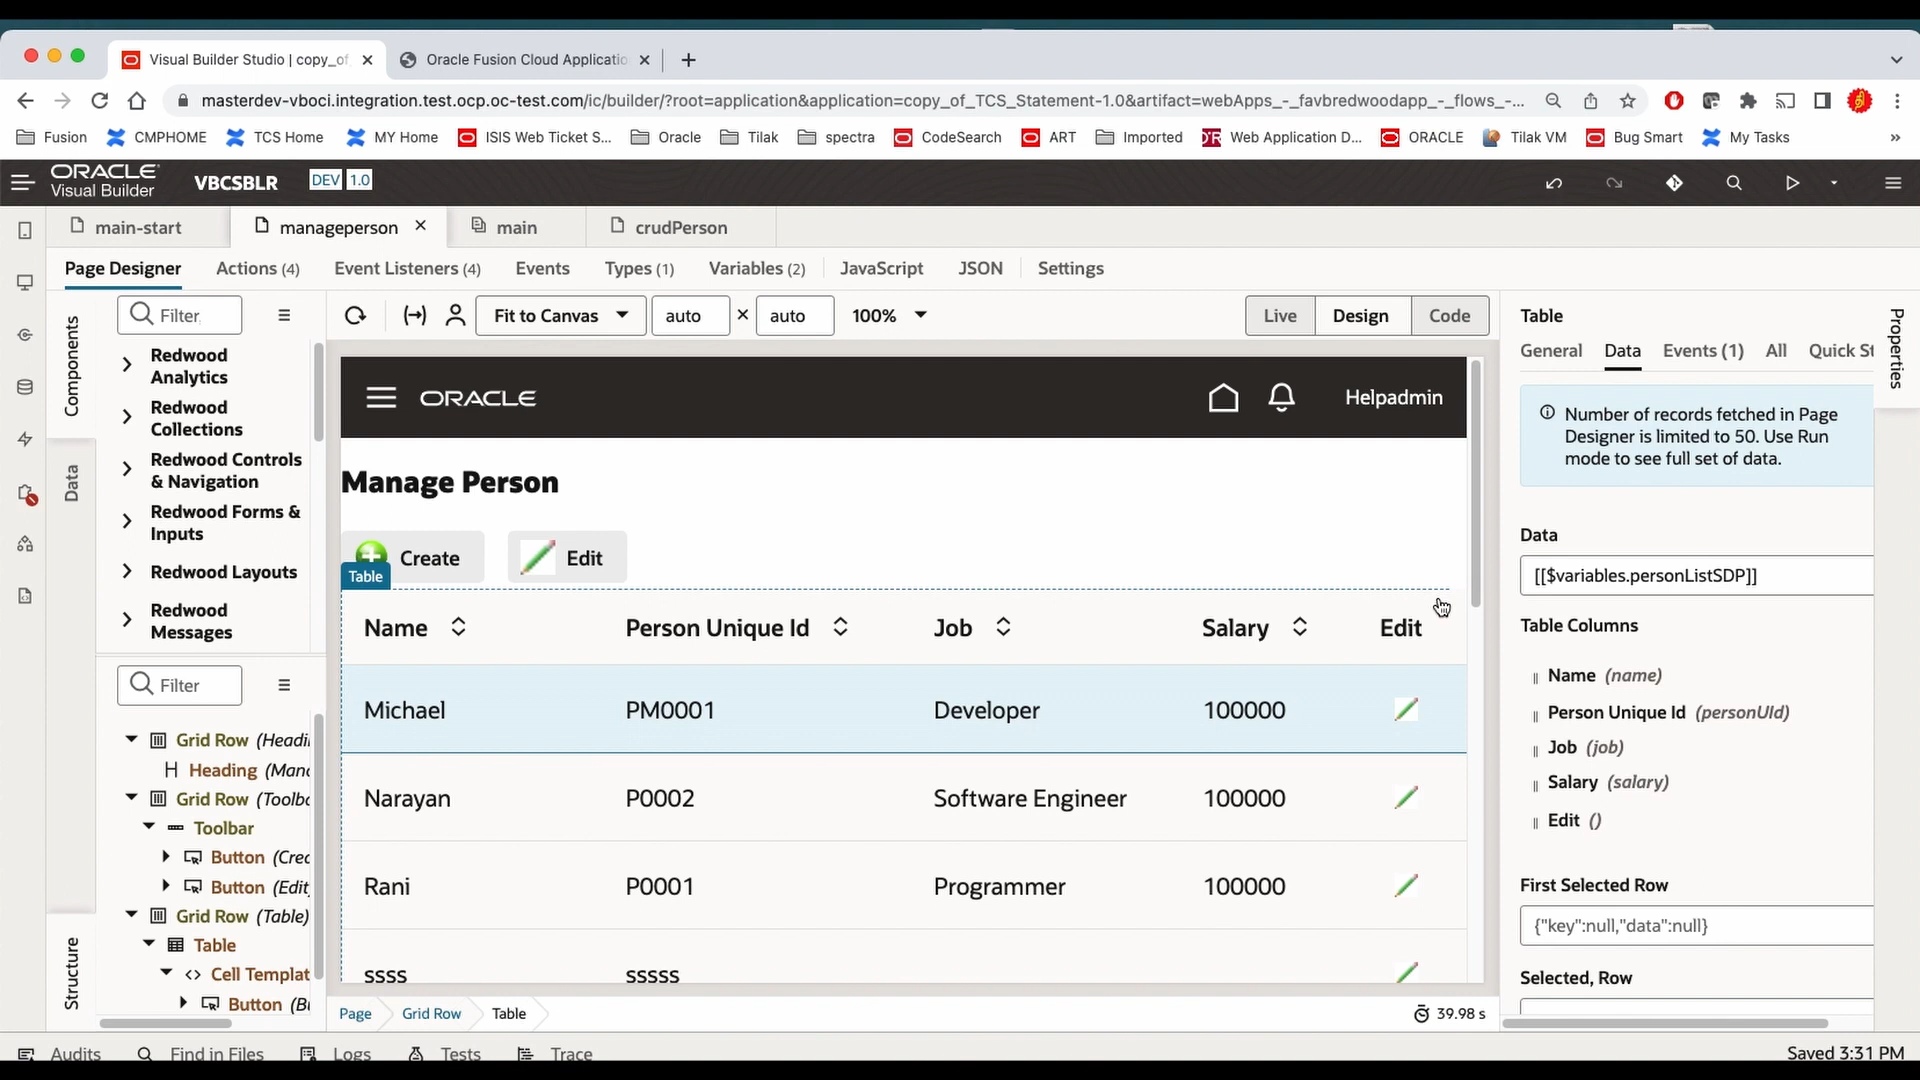 Visual Builder Studio | copy_of
Oracle Fusion Cloud Applicatio
masterdev-vboci.integration.test.ocp.oc-test.com/ic/builder/?root=application&application=copy_of_TCS_Statement-1.0&artifact=webApps_-_favbredwoodapp_-_flows_-...
Fusion CMPHOME TCS Home MY Home ISIS Web Ticket S... Oracle Tilak spectra CodeSearch ART Imported Web Application D... ORACLE Tilak VM Bug Smart My Tasks »
ORACLE
Visual Builder
VBCSBLR DEV 1.0
main-start manageperson main crudPerson
Page Designer Actions (4) Event Listeners (4) Events Types (1) Variables (2) JavaScript JSON Settings
Components
Data
Structure
Filter
Redwood
Analytics
Redwood
Collections
Redwood Controls
& Navigation
Redwood Forms &
Inputs
Redwood Layouts
Redwood
Messages
Filter
Grid Row (Headi
Heading (Mana
Grid Row (Toolbo
Toolbar
Button (Crea
Button (Edit,
Grid Row (Table)
Table
Cell Templat
Button (Bu
Fit to Canvas auto × auto 100% Live Design Code
ORACLE Helpadmin
Manage Person
Create Edit
Table
Name Person Unique Id Job Salary Edit
Michael PM0001 Developer 100000
Narayan P0002 Software Engineer 100000
Rani P0001 Programmer 100000
ssss sssss
Page Grid Row Table 39.98 s
Table
Properties
General Data Events (1) All Quick St
Number of records fetched in Page
Designer is limited to 50. Use Run
mode to see full set of data.
Data
[[$variables.personListSDP]]
Table Columns
Name (name)
Person Unique Id (personUId)
Job (job)
Salary (salary)
Edit ()
First Selected Row
{"key":null,"data":null}
Selected, Row
Audits Find in Files Logs Tests Trace Saved 3:31 PM